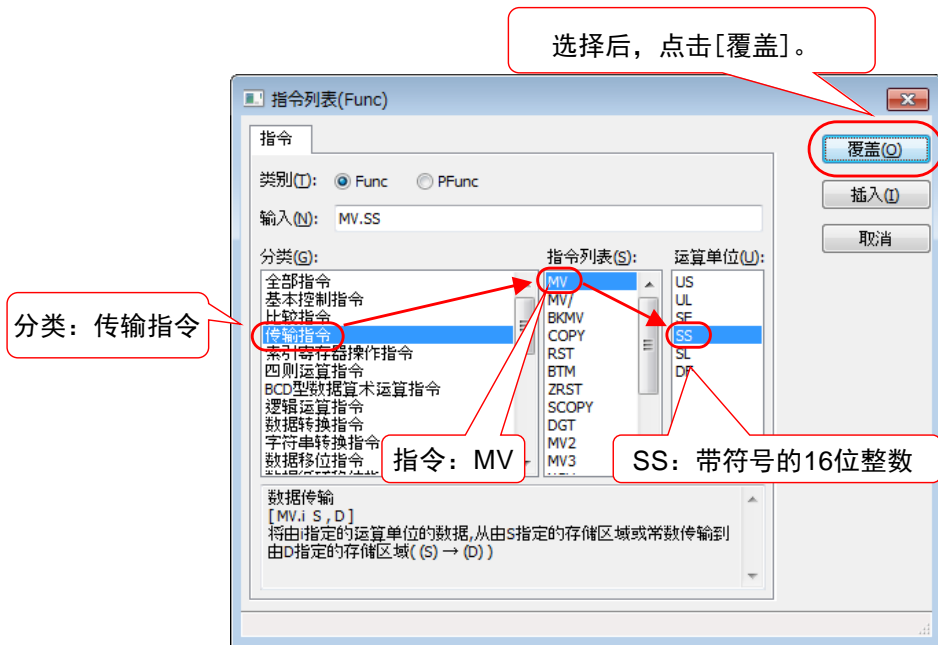 选择后，点击[覆盖]。
指令列表(Func)
指令
覆盖(O)
类别(T):
Func
PFunc
插入(I)
输入(N):
MV.SS
取消
分类(G):
指令列表(S):
运算单位(U):
全部指令
基本控制指令
比较指令
传输指令
索引寄存器操作指令
四则运算指令
BCD型数据算术运算指令
逻辑运算指令
数据转换指令
字符串转换指令
数据移位指令
MV
MV/
BKMV
COPY
RST
BTM
ZRST
SCOPY
DGT
MV2
MV3
US
UL
SF
SS
SL
DF
分类：传输指令
指令：MV
SS：带符号的16位整数
数据传输
[MV.i S , D ]
将由i指定的运算单位的数据,从由S指定的存储区域或常数传输到
由D指定的存储区域( (S) → (D) )